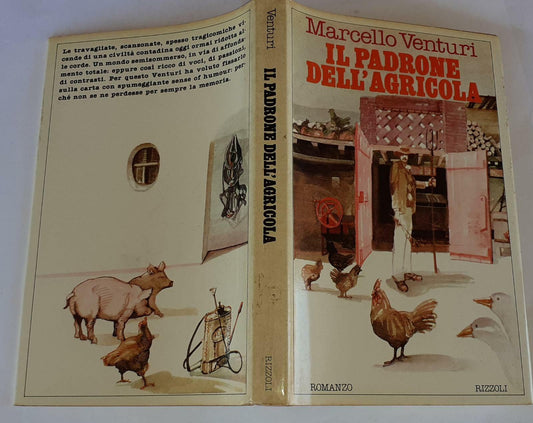 Le travagliate, scansonate, spesso tragicomiche vi-
cende di una civiltà contadina oggi ormai ridotta al-
le corde. Un mondo semisommerso, in via di affonda-
mento totale: eppure così ricco di voci, di passioni,
di contrasti. Per questo Venturi ha voluto fissarlo
sulla carta con spumeggiante sense of humour: per-
ché non se ne perdesse per sempre la memoria.
Venturi
IL PADRONE DELL'AGRICOLA
RIZZOLI
Marcello Venturi
IL PADRONE
DELL'AGRICOLA
ROMANZO
RIZZOLI